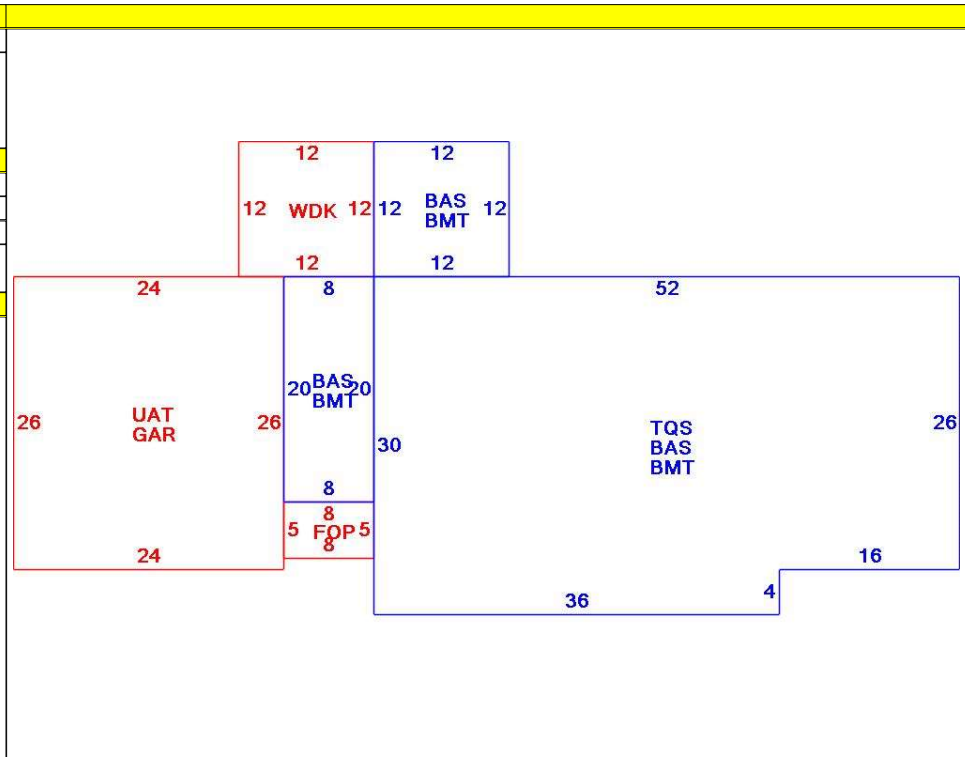 12 12
12 WDK 12 12 BAS 12
BMT
12 12
24 8 52
20 BAS 20
BMT
26 UAT 26 26
GAR
TQS
BAS
BMT
30
8
8
5 FOP 5
8
24 16
36 4